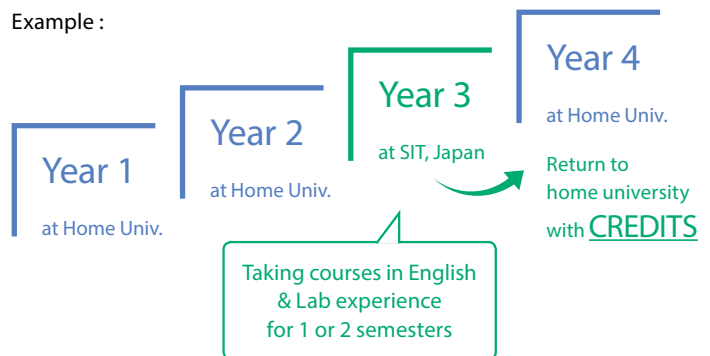 Example :
Year 1
at Home Univ.
Year 2
at Home Univ.
Year 3
at SIT, Japan
Taking courses in English
& Lab experience
for 1 or 2 semesters
Year 4
at Home Univ.
Return to
home university
with CREDITS